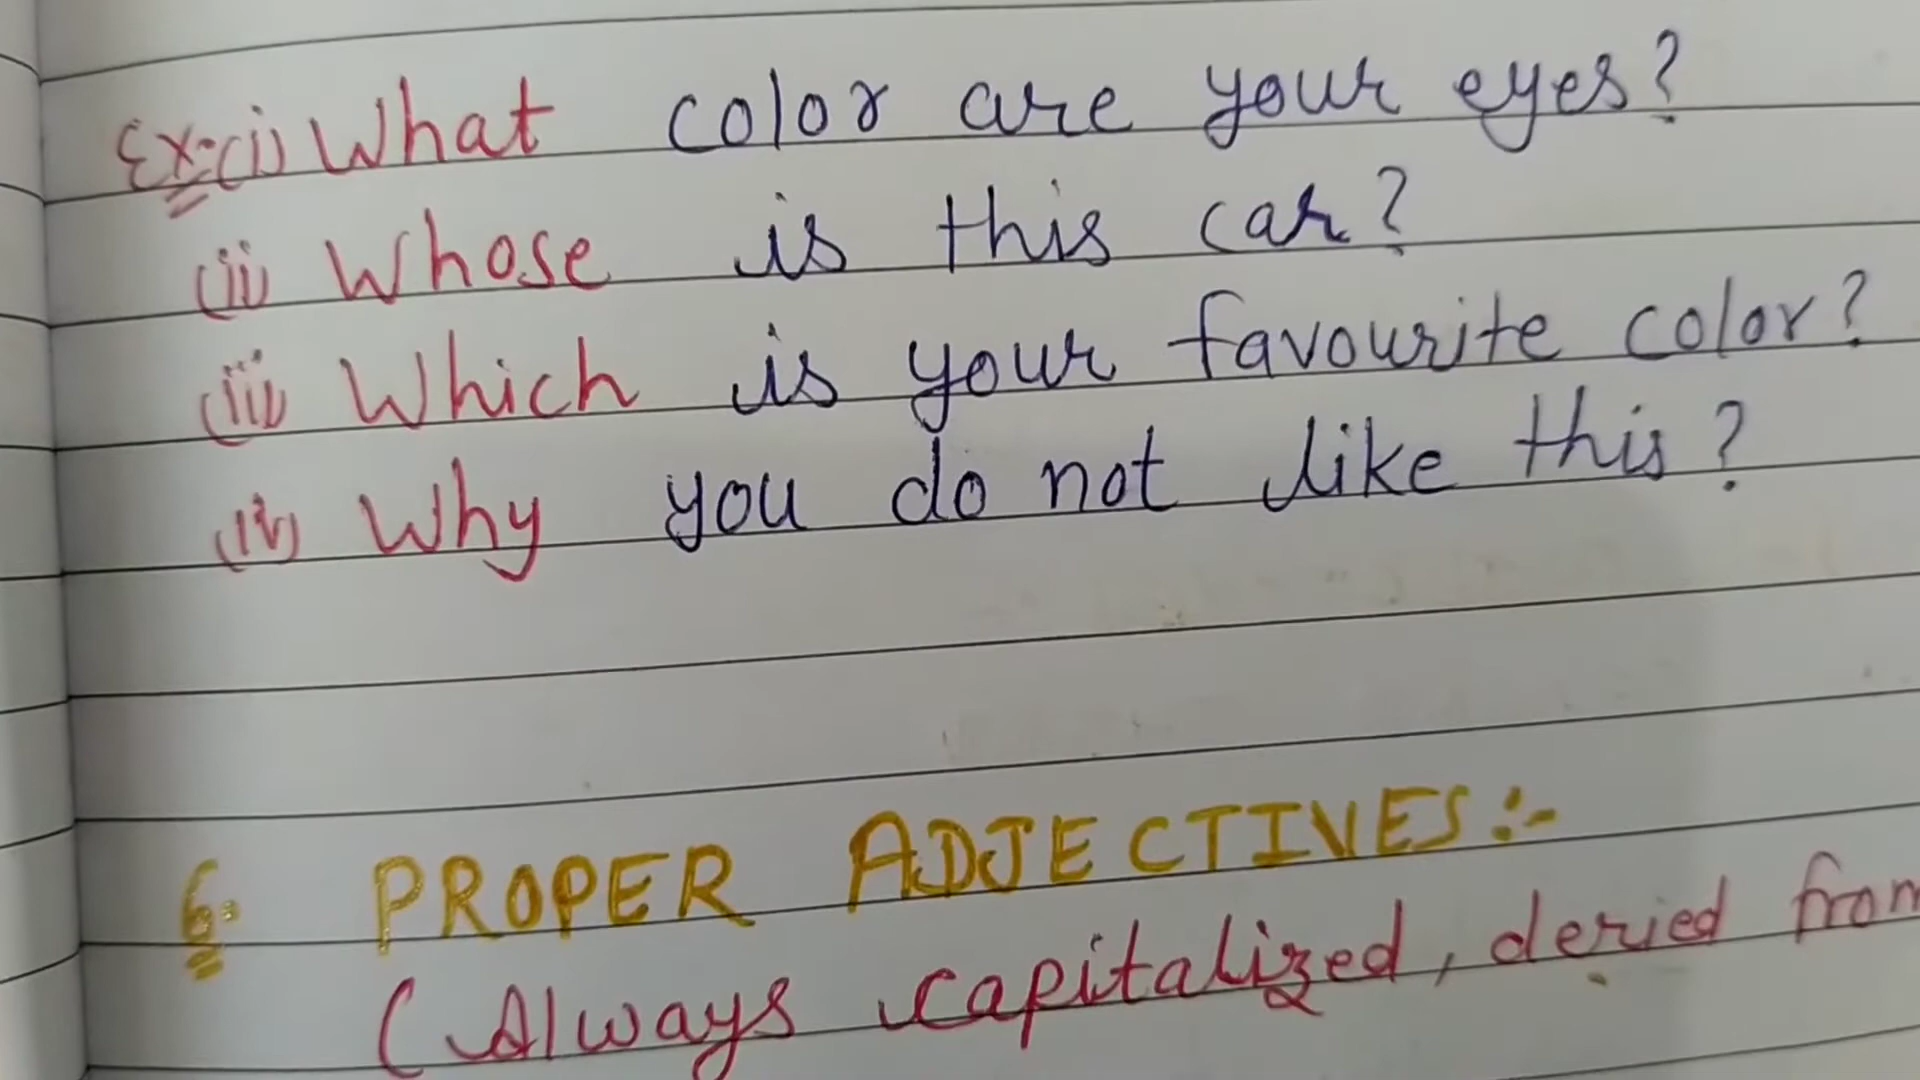 Ex:-(i) What color are your eyes?
(ii) Whose is this car?
(iii) Which is your favourite color?
(iv) Why you do not like this?
6. PROPER ADJECTIVES:-
(Always capitalized, deried from